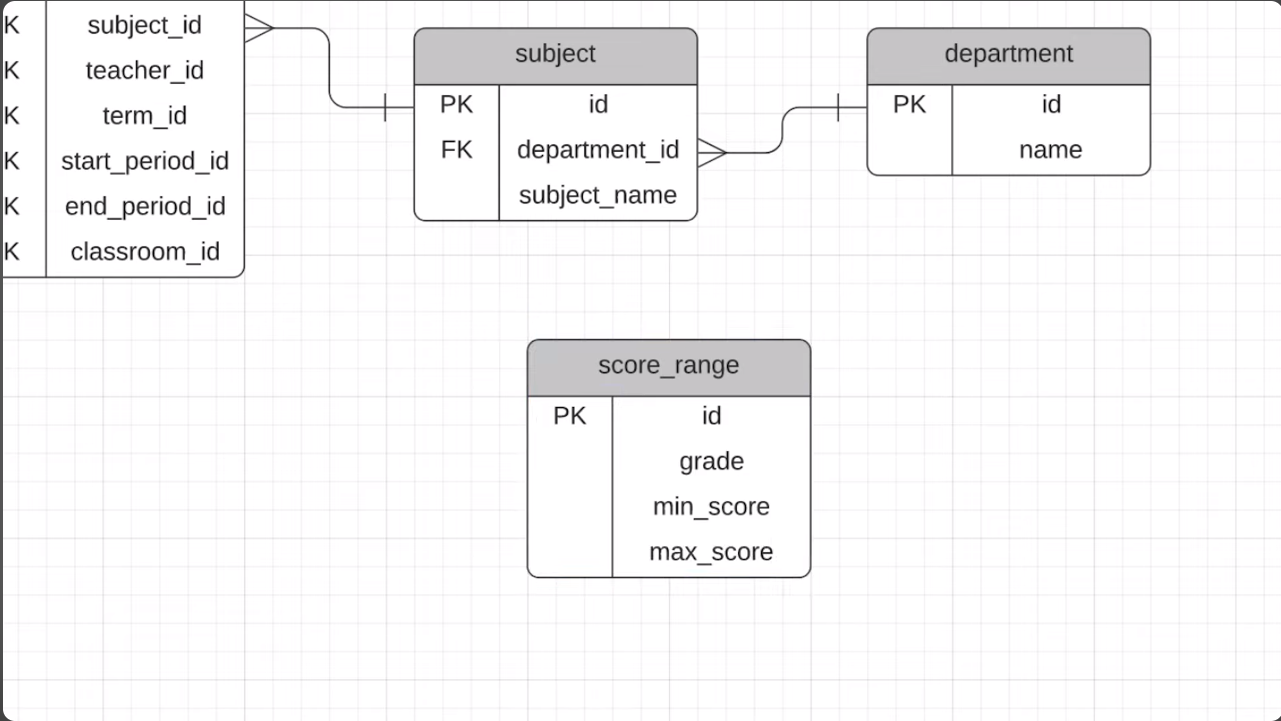 K subject_id
K teacher_id
K term_id
K start_period_id
K end_period_id
K classroom_id
subject
PK id
FK department_id
subject_name
department
PK id
name
score_range
PK id
grade
min_score
max_score